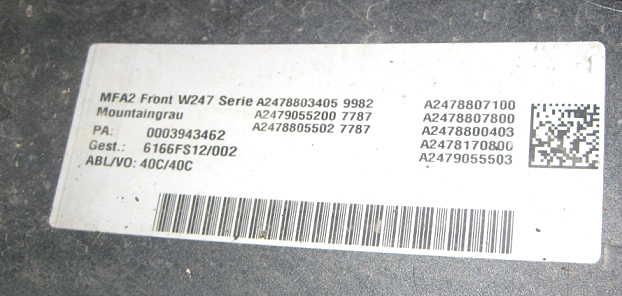 MFA2 Front W247 Serie A2478803405 9982 A2478807100
Mountaingrau A2479055200 7787 A2478807800
PA: 0003943462 A2478805502 7787 A2478800403
Gest.: 6166FS12/002 A2478170800
ABL/VO: 40C/40C A2479055503